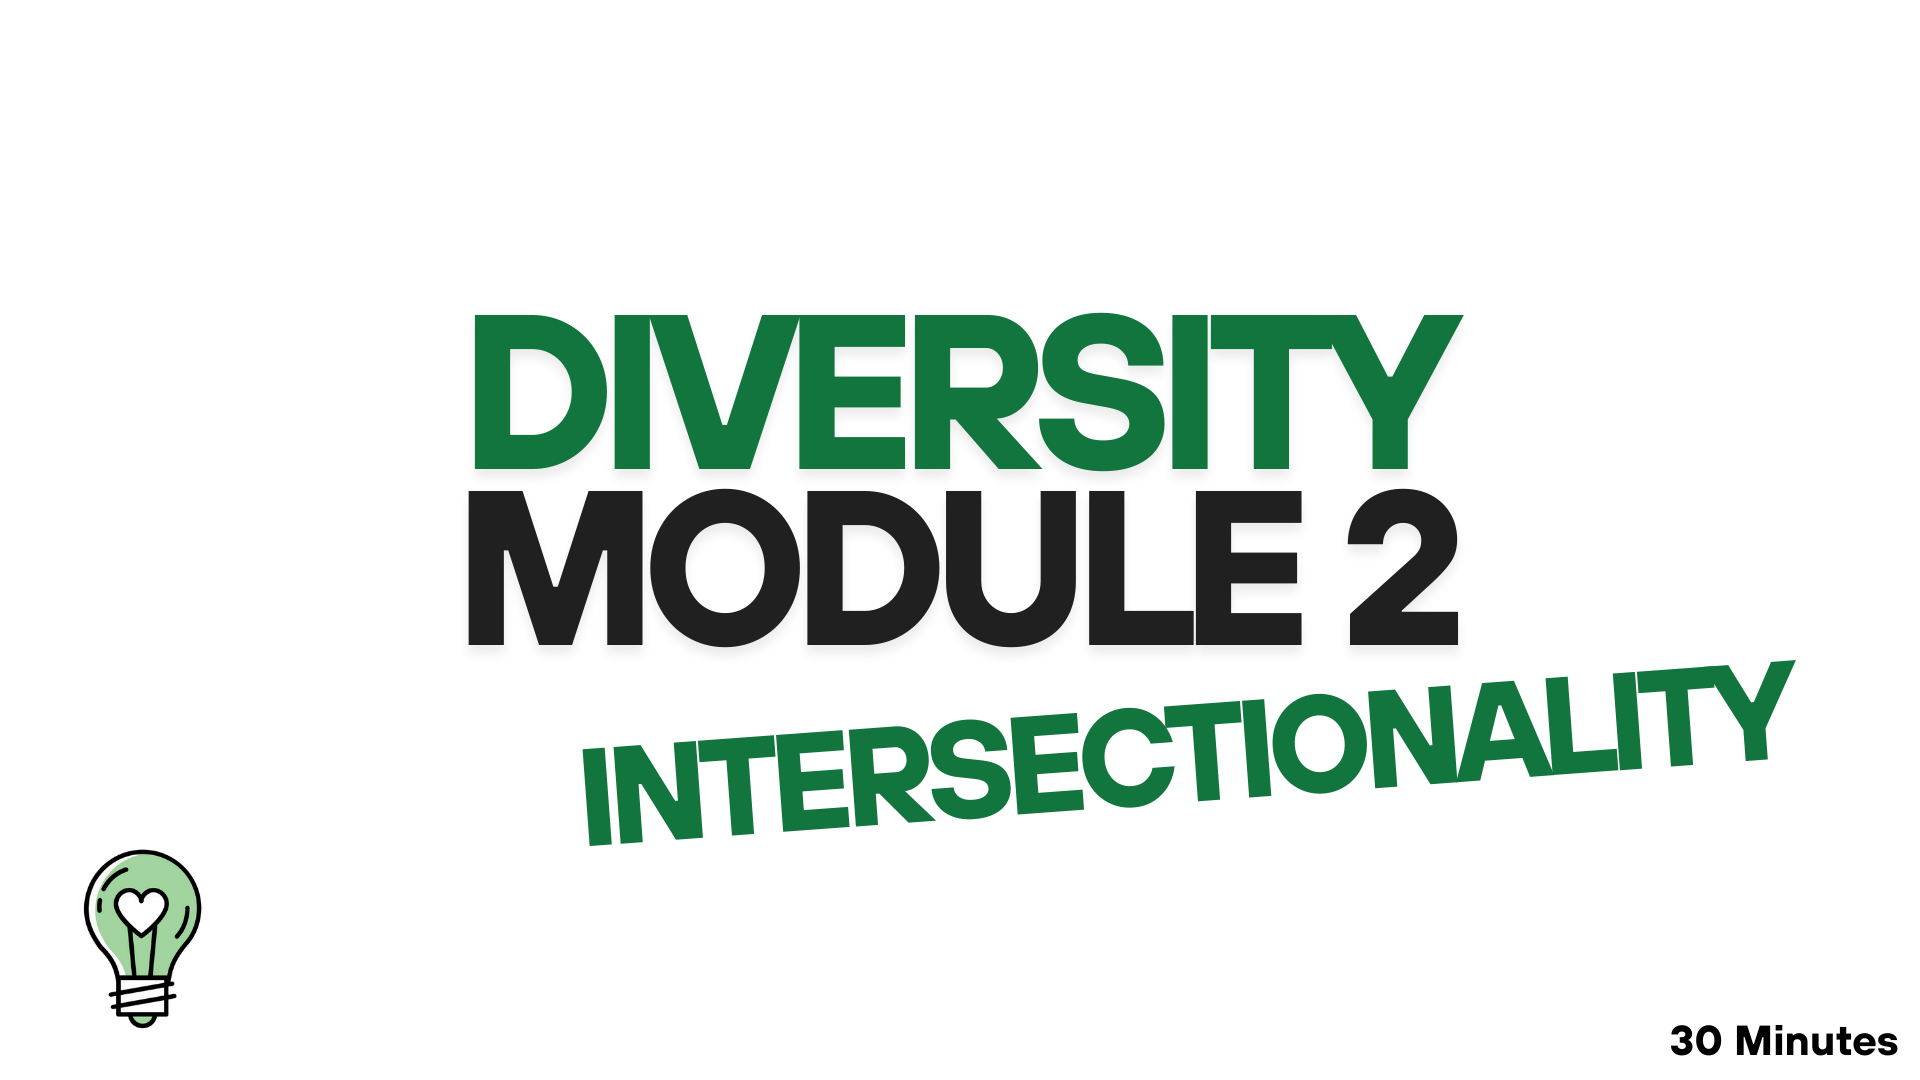 DIVERSITY
MODULE 2
INTERSECTIONALITY
30 Minutes